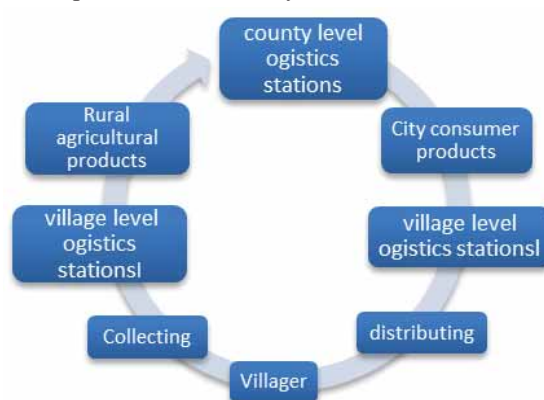 county level
ogistics
stations
City consumer
products
village level
ogistics stationsl
distributing
Villager
Collecting
village level
ogistics
stationsl
Rural
agricultural
products